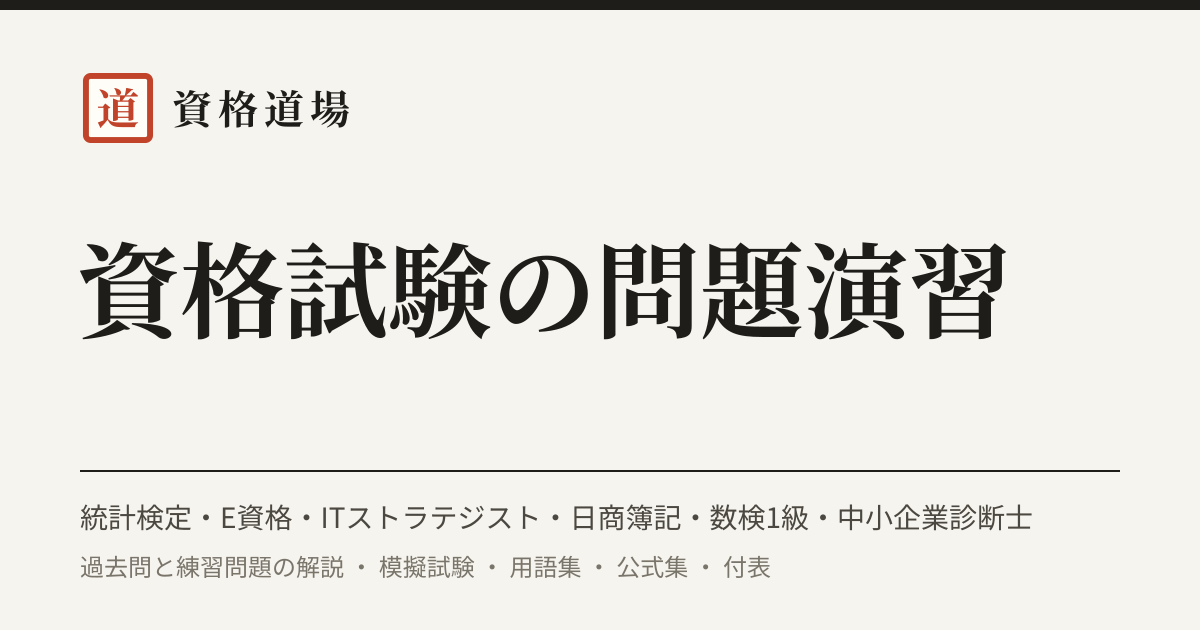 道 資格道場
資格試験の問題演習
統計検定・E資格・ITストラテジスト・日商簿記・数検1級・中小企業診断士
過去問と練習問題の解説 ・ 模擬試験 ・ 用語集 ・ 公式集 ・ 付表